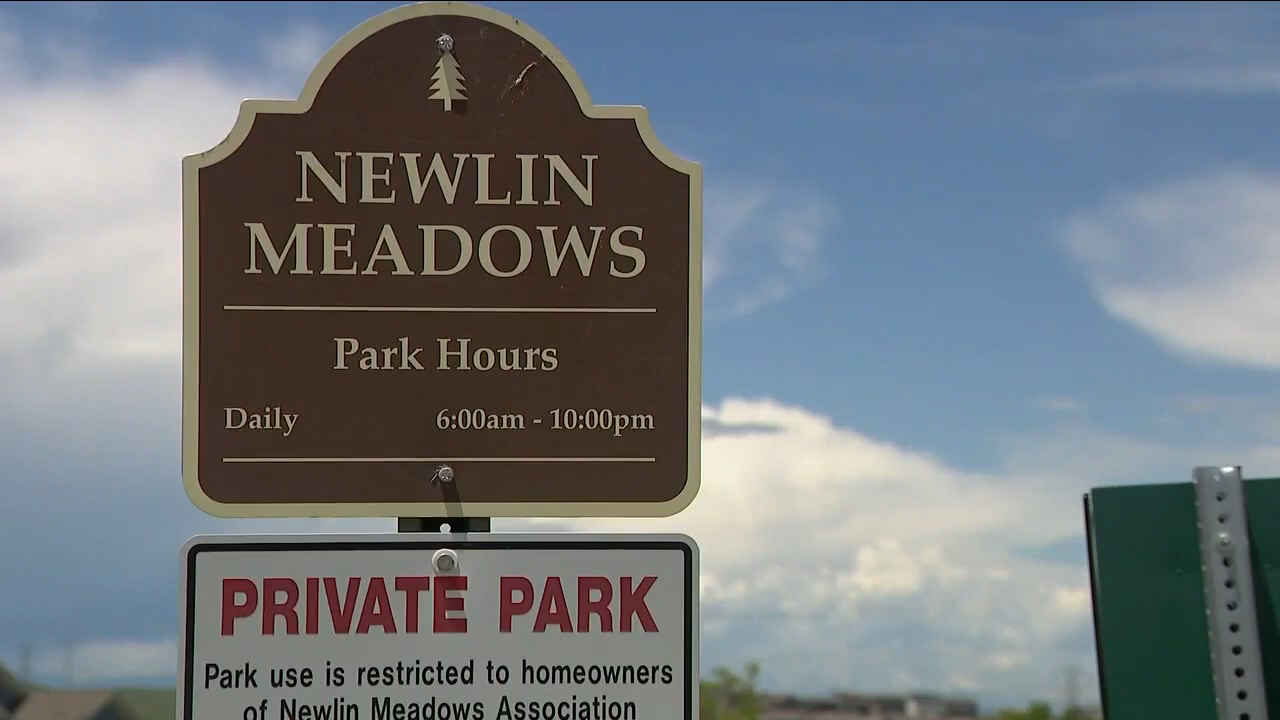 NEWLIN
MEADOWS
Park Hours
Daily 6:00am - 10:00pm
PRIVATE PARK
Park use is restricted to homeowners
of Newlin Meadows Association